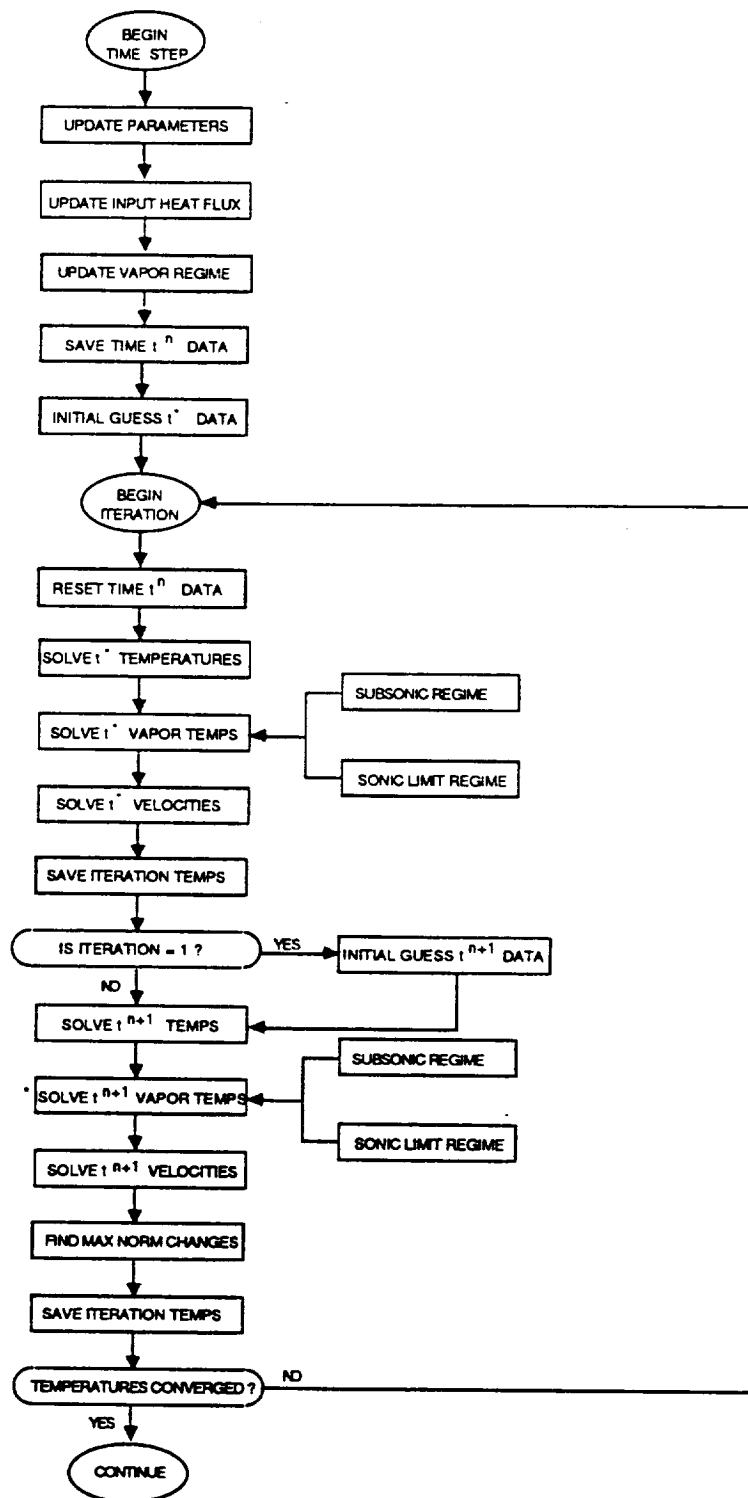 BEGIN
TIME STEP
UPDATE PARAMETERS
UPDATE INPUT HEAT FLUX
UPDATE VAPOR REGIME
SAVE TIME t^n DATA
INITIAL GUESS t^* DATA
BEGIN
ITERATION
RESET TIME t^n DATA
SOLVE t^* TEMPERATURES
SUBSONIC REGIME
SOLVE t^* VAPOR TEMPS
SONIC LIMIT REGIME
SOLVE t^* VELOCITIES
SAVE ITERATION TEMPS
IS ITERATION = 1 ?
YES
INITIAL GUESS t^n+1 DATA
NO
SOLVE t^n+1 TEMPS
SUBSONIC REGIME
SOLVE t^n+1 VAPOR TEMPS
SONIC LIMIT REGIME
SOLVE t^n+1 VELOCITIES
FIND MAX NORM CHANGES
SAVE ITERATION TEMPS
TEMPERATURES CONVERGED ?
NO
YES
CONTINUE